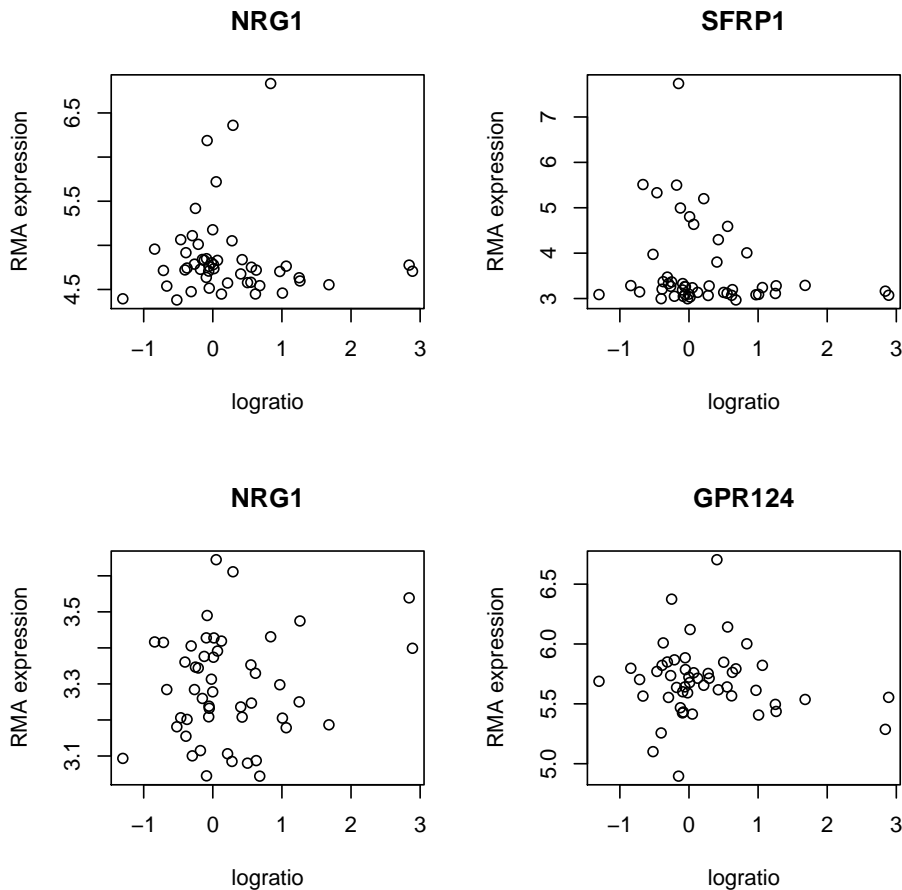 NRG1
RMA expression
6.5
5.5
4.5
−1 0 1 2 3
logratio
SFRP1
RMA expression
7
6
5
4
3
−1 0 1 2 3
logratio
NRG1
RMA expression
3.5
3.3
3.1
−1 0 1 2 3
logratio
GPR124
RMA expression
6.5
6.0
5.5
5.0
−1 0 1 2 3
logratio